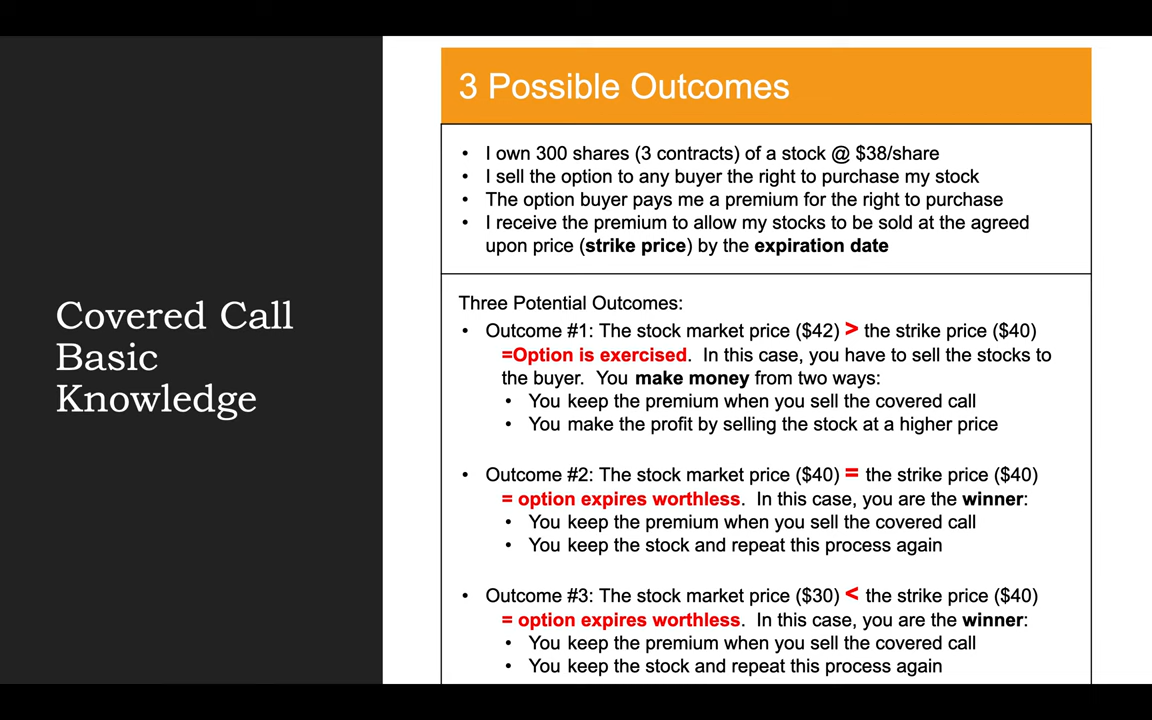 Covered Call
Basic
Knowledge
3 Possible Outcomes
• I own 300 shares (3 contracts) of a stock @ $38/share
• I sell the option to any buyer the right to purchase my stock
• The option buyer pays me a premium for the right to purchase
• I receive the premium to allow my stocks to be sold at the agreed
upon price (strike price) by the expiration date
Three Potential Outcomes:
• Outcome #1: The stock market price ($42) > the strike price ($40)
=Option is exercised. In this case, you have to sell the stocks to
the buyer. You make money from two ways:
• You keep the premium when you sell the covered call
• You make the profit by selling the stock at a higher price
• Outcome #2: The stock market price ($40) = the strike price ($40)
= option expires worthless. In this case, you are the winner:
• You keep the premium when you sell the covered call
• You keep the stock and repeat this process again
• Outcome #3: The stock market price ($30) < the strike price ($40)
= option expires worthless. In this case, you are the winner:
• You keep the premium when you sell the covered call
• You keep the stock and repeat this process again